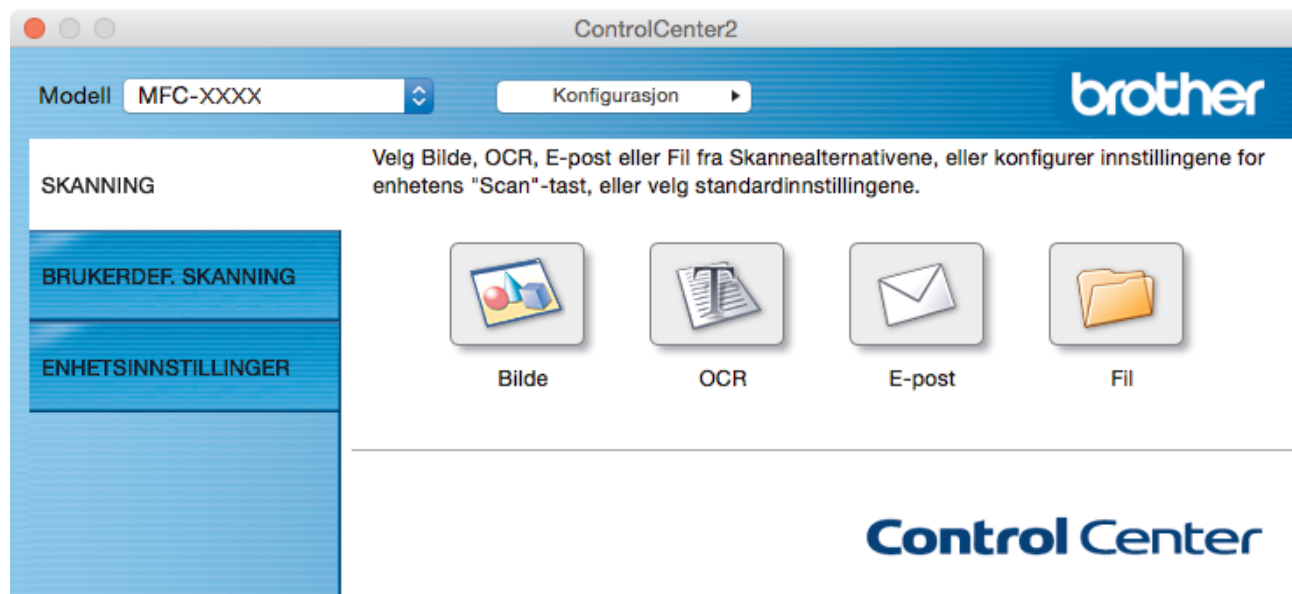 ControlCenter2
Modell MFC-XXXX Konfigurasjon brother
Velg Bilde, OCR, E-post eller Fil fra Skannealternativene, eller konfigurer innstillingene for
enhetens "Scan"-tast, eller velg standardinnstillingene.
SKANNING
BRUKERDEF. SKANNING
ENHETSINNSTILLINGER
Bilde OCR E-post Fil
Control Center